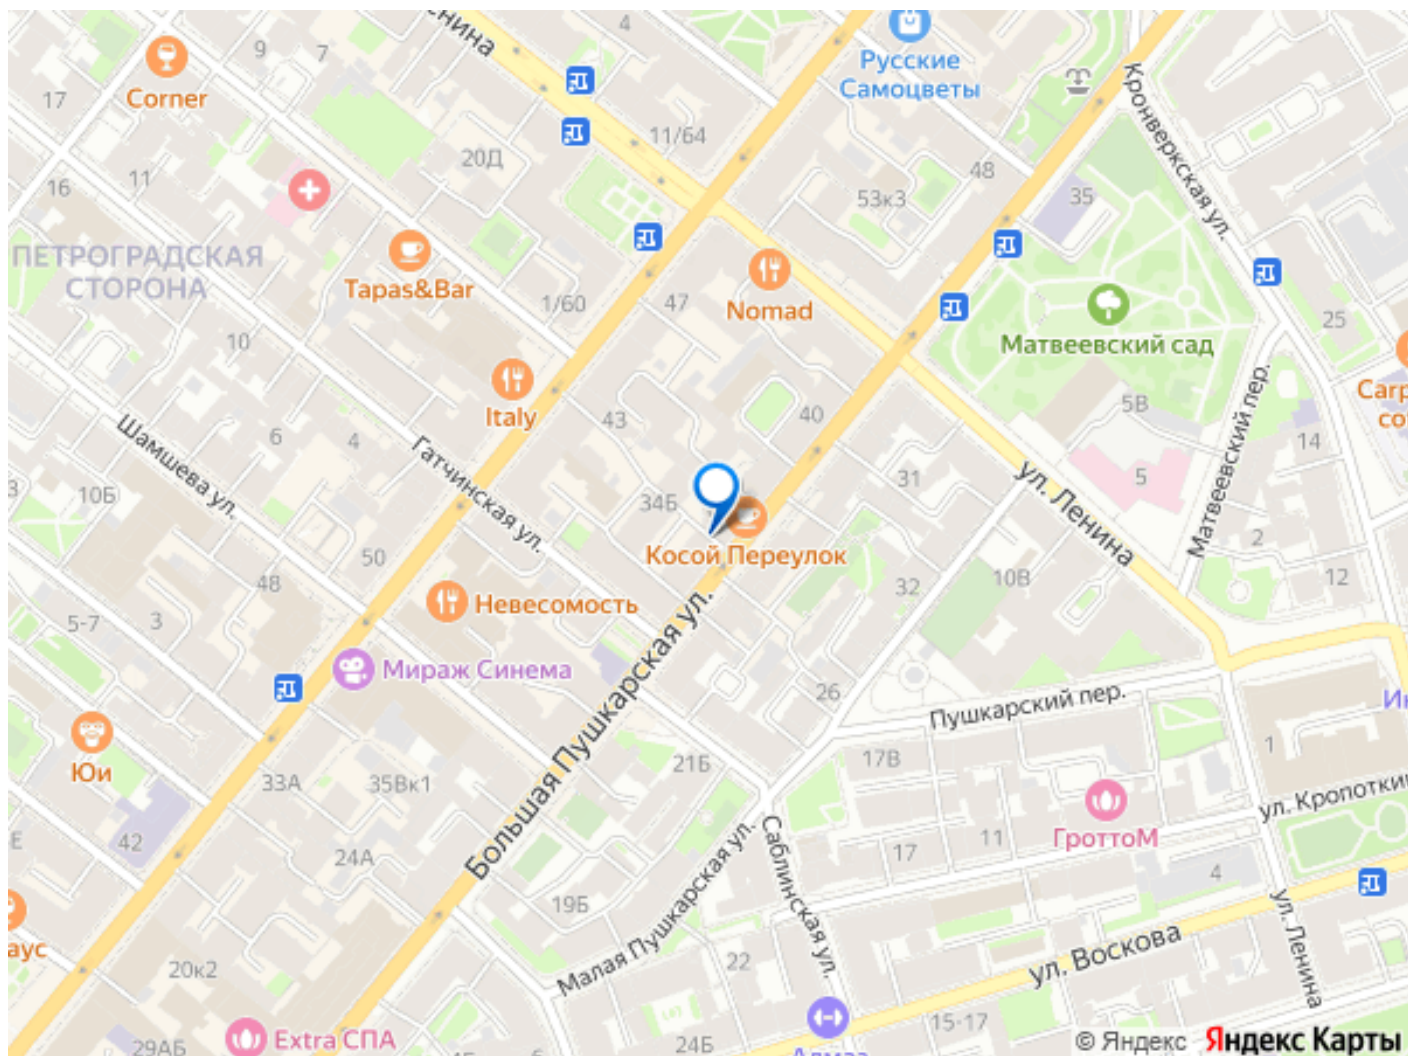 9
7
4
Русские
Самоцветы
17
Corner
11/64
20Д
Кронверкская ул.
48
16
11
53к3
35
ПЕТРОГРАДСКАЯ
СТОРОНА
Tapas&Bar
1/60
47
Nomad
25
10
Матвеевский сад
Italy
43
40
5В
14
Шамшева ул.
6
4
Гатчинская ул.
31
ул. Ленина
5
Матвеевский пер.
10Б
34Б
Косой Переулок
50
48
32
10В
2
12
5-7
3
Невесомость
Мираж Синема
Большая Пушкарская ул.
26
Пушкарский пер.
Юи
33А
35Вк1
21Б
17В
1
42
24А
ГроттоМ
11
17
4
19Б
Малая Пушкарская ул.
Саблинская ул.
ул. Воскова
ул. Ленина
20к2
22
29АБ
Extra СПА
24Б
15-17
© Яндекс Яндекс Карты